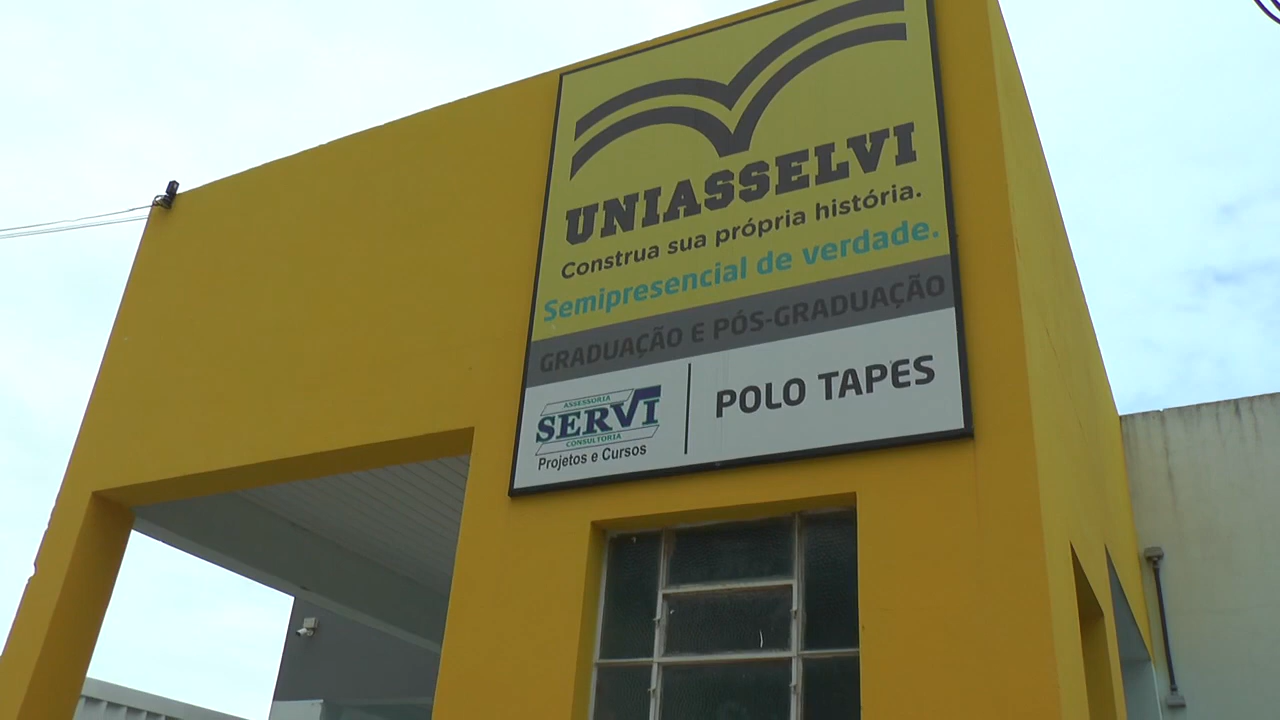 UNIASSELVI
Construa sua própria história.
Semipresencial de verdade.
GRADUAÇÃO E PÓS-GRADUAÇÃO
ASSESSORIA
SERVI
CONSULTORIA
Projetos e Cursos
POLO TAPES